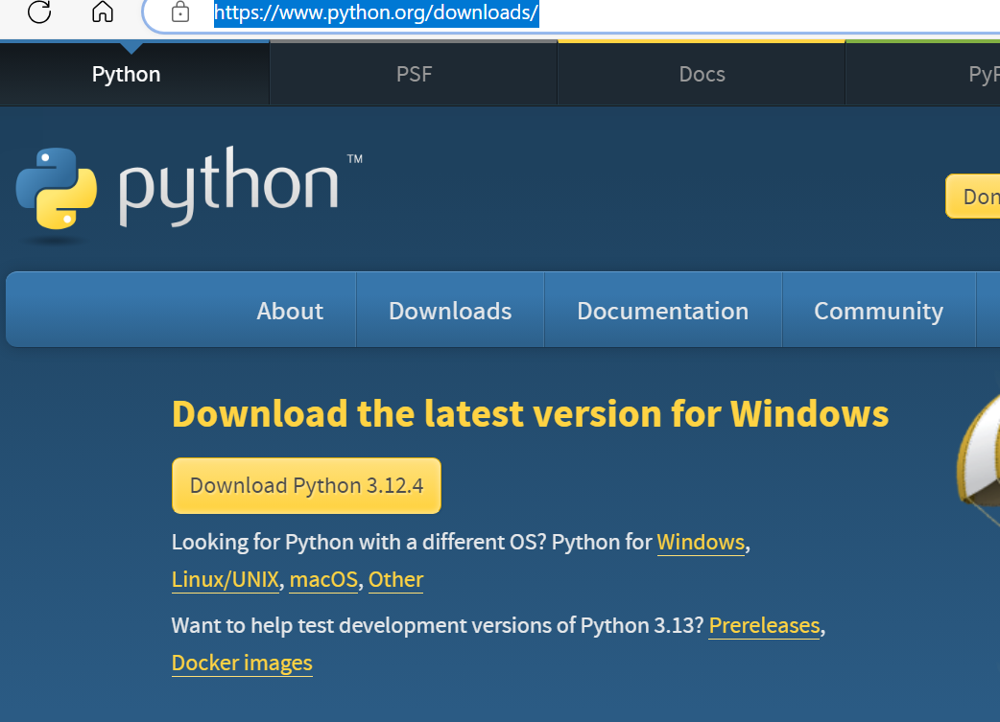 https://www.python.org/downloads/
Python PSF Docs PyP
python™
Don
About Downloads Documentation Community
Download the latest version for Windows
Download Python 3.12.4
Looking for Python with a different OS? Python for Windows,
Linux/UNIX, macOS, Other
Want to help test development versions of Python 3.13? Prereleases,
Docker images